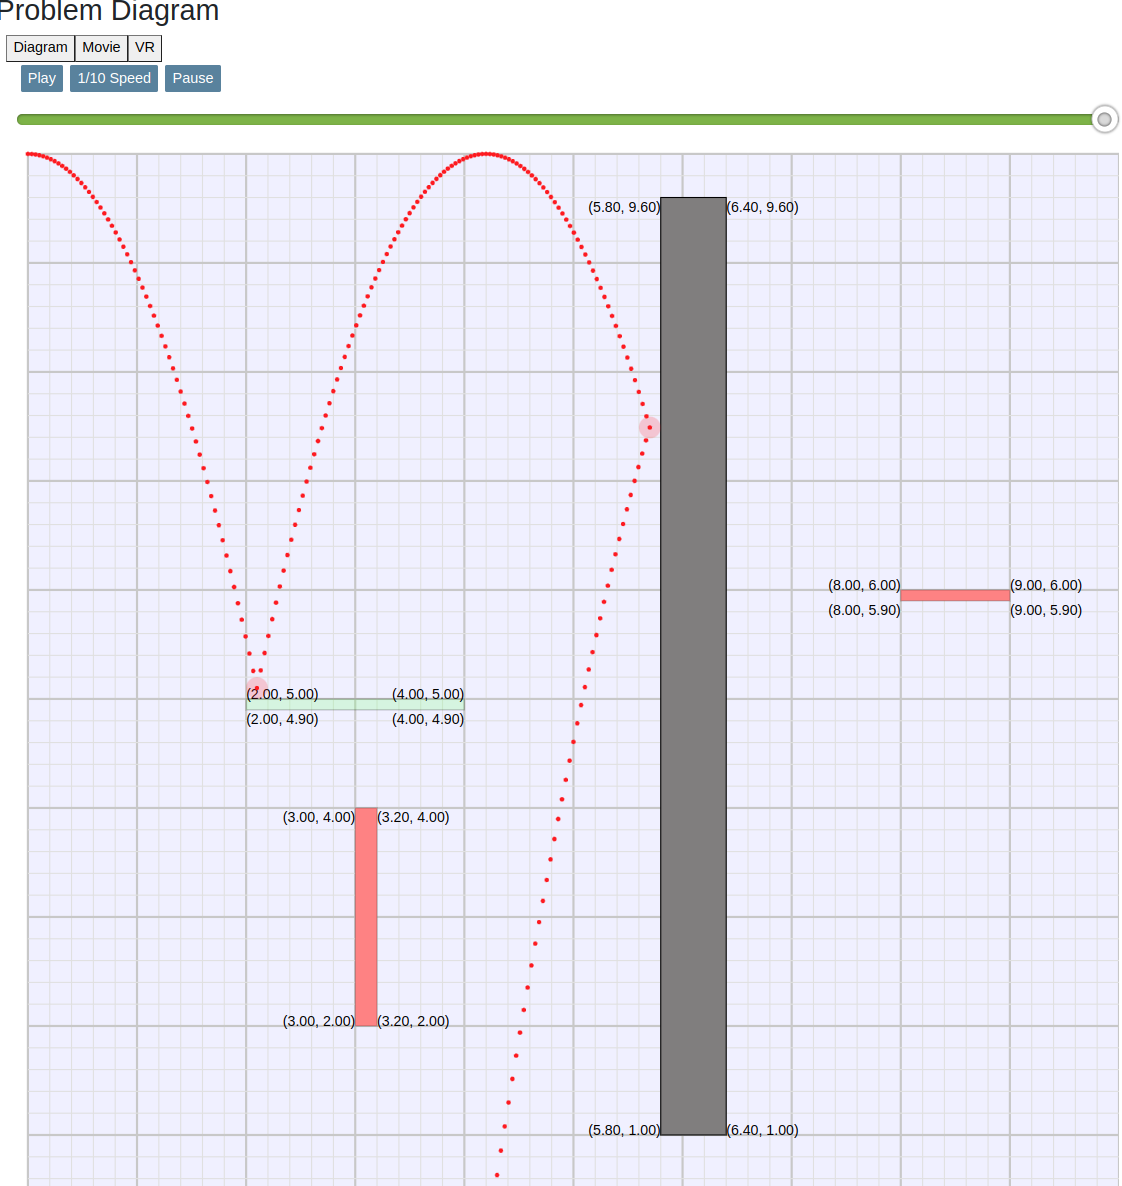 Problem Diagram
Diagram Movie VR
Play 1/10 Speed Pause
(5.80, 9.60) (6.40, 9.60)
(8.00, 6.00) (9.00, 6.00)
(8.00, 5.90) (9.00, 5.90)
(2.00, 5.00) (4.00, 5.00)
(2.00, 4.90) (4.00, 4.90)
(3.00, 4.00) (3.20, 4.00)
(3.00, 2.00) (3.20, 2.00)
(5.80, 1.00) (6.40, 1.00)